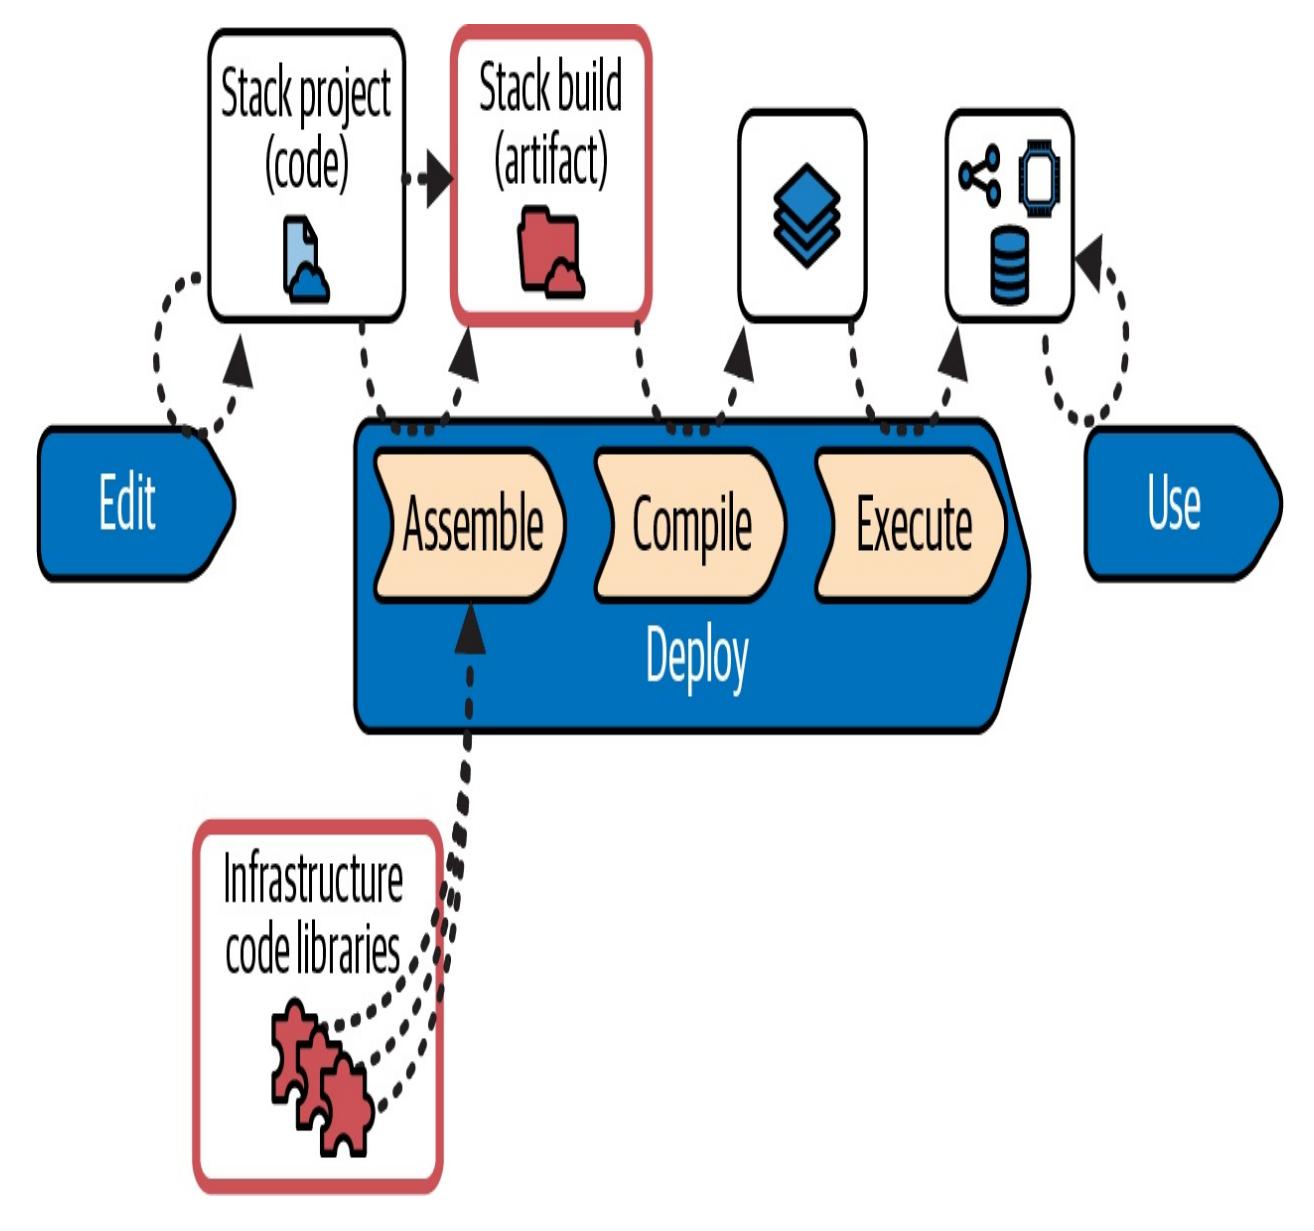 Stack project
(code)
Stack build
(artifact)
Edit
Assemble
Compile
Execute
Use
Deploy
Infrastructure
code libraries